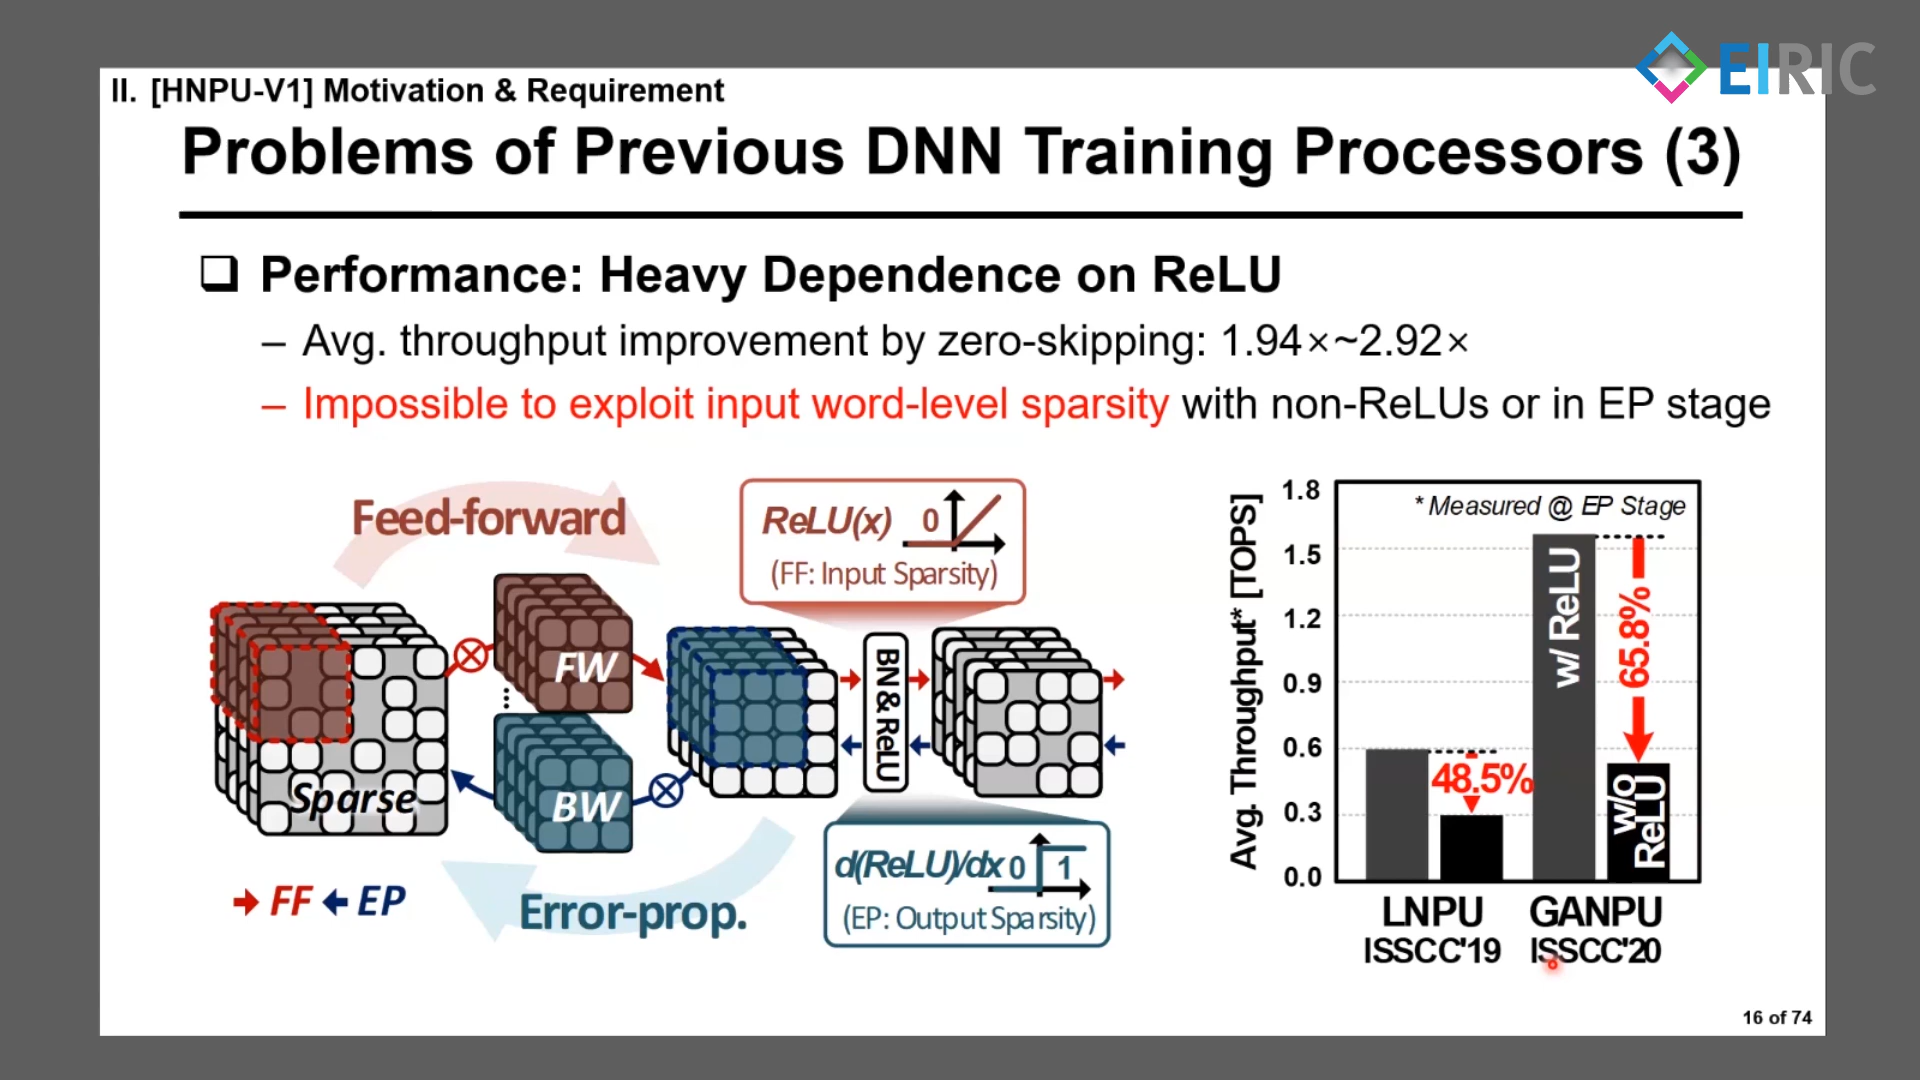 EIRIC
II. [HNPU-V1] Motivation & Requirement
Problems of Previous DNN Training Processors (3)
❑ Performance: Heavy Dependence on ReLU
– Avg. throughput improvement by zero-skipping: 1.94×~2.92×
– Impossible to exploit input word-level sparsity with non-ReLUs or in EP stage
Feed-forward
ReLU(x) 0
(FF: Input Sparsity)
FW
BW
Sparse
BN & ReLU
d(ReLU)/dx 0 1
(EP: Output Sparsity)
Error-prop.
→ FF ← EP
Avg. Throughput* [TOPS]
1.8
1.5
1.2
0.9
0.6
0.3
0.0
* Measured @ EP Stage
w/ ReLU
65.8%
48.5%
w/o
ReLU
LNPU
ISSCC'19
GANPU
ISSCC'20
16 of 74